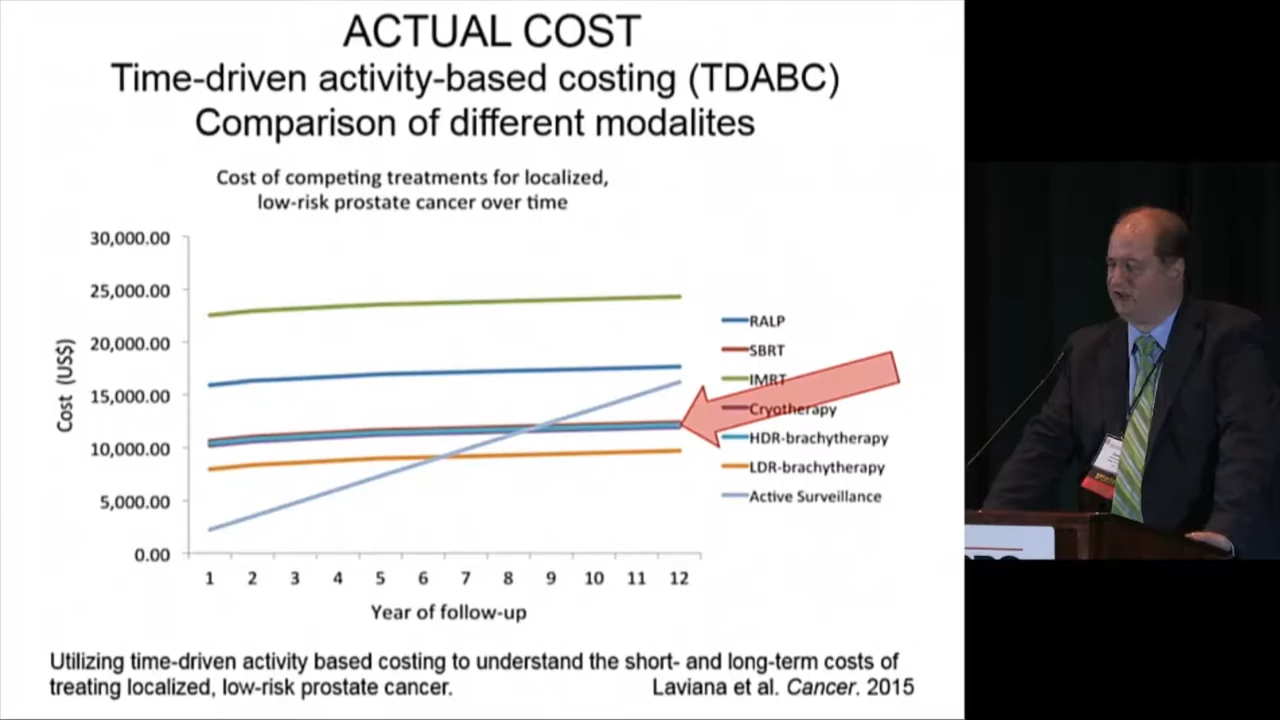 ACTUAL COST
Time-driven activity-based costing (TDABC)
Comparison of different modalites
Cost of competing treatments for localized,
low-risk prostate cancer over time
Cost (US$)
30,000.00
25,000.00
20,000.00
15,000.00
10,000.00
5,000.00
0.00
1 2 3 4 5 6 7 8 9 10 11 12
Year of follow-up
RALP
SBRT
IMRT
Cryotherapy
HDR-brachytherapy
LDR-brachytherapy
Active Surveillance
Utilizing time-driven activity based costing to understand the short- and long-term costs of
treating localized, low-risk prostate cancer. Laviana et al. Cancer. 2015